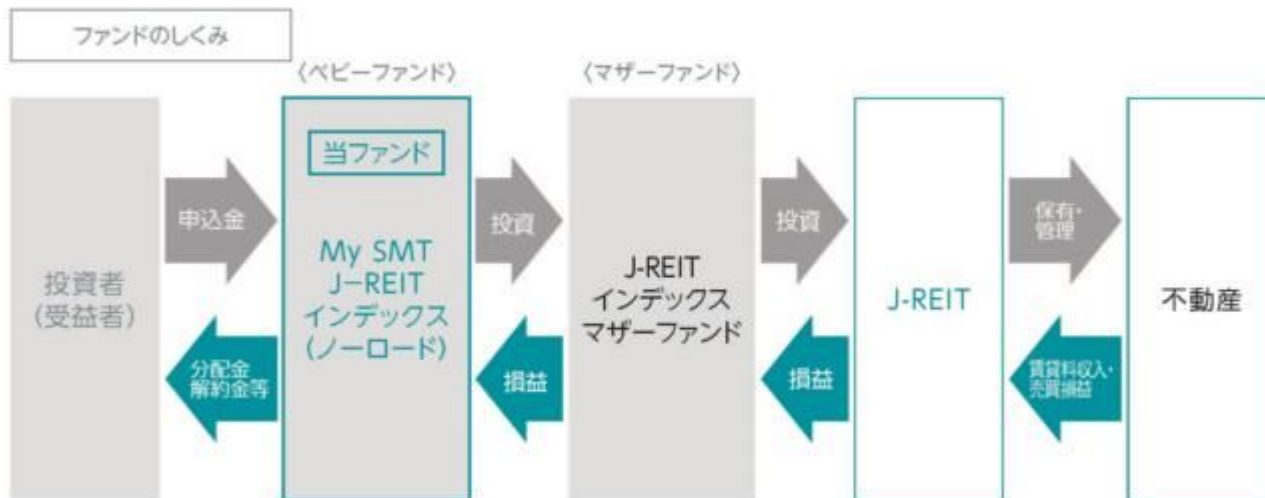 ファンドのしくみ
〈ベビーファンド〉
〈マザーファンド〉
投資者
(受益者)
申込金
分配金
解約金等
当ファンド
My SMT
J-REIT
インデックス
(ノーロード)
投資
損益
J-REIT
インデックス
マザーファンド
投資
損益
J-REIT
保有・
管理
賃貸料収入・
売買損益
不動産